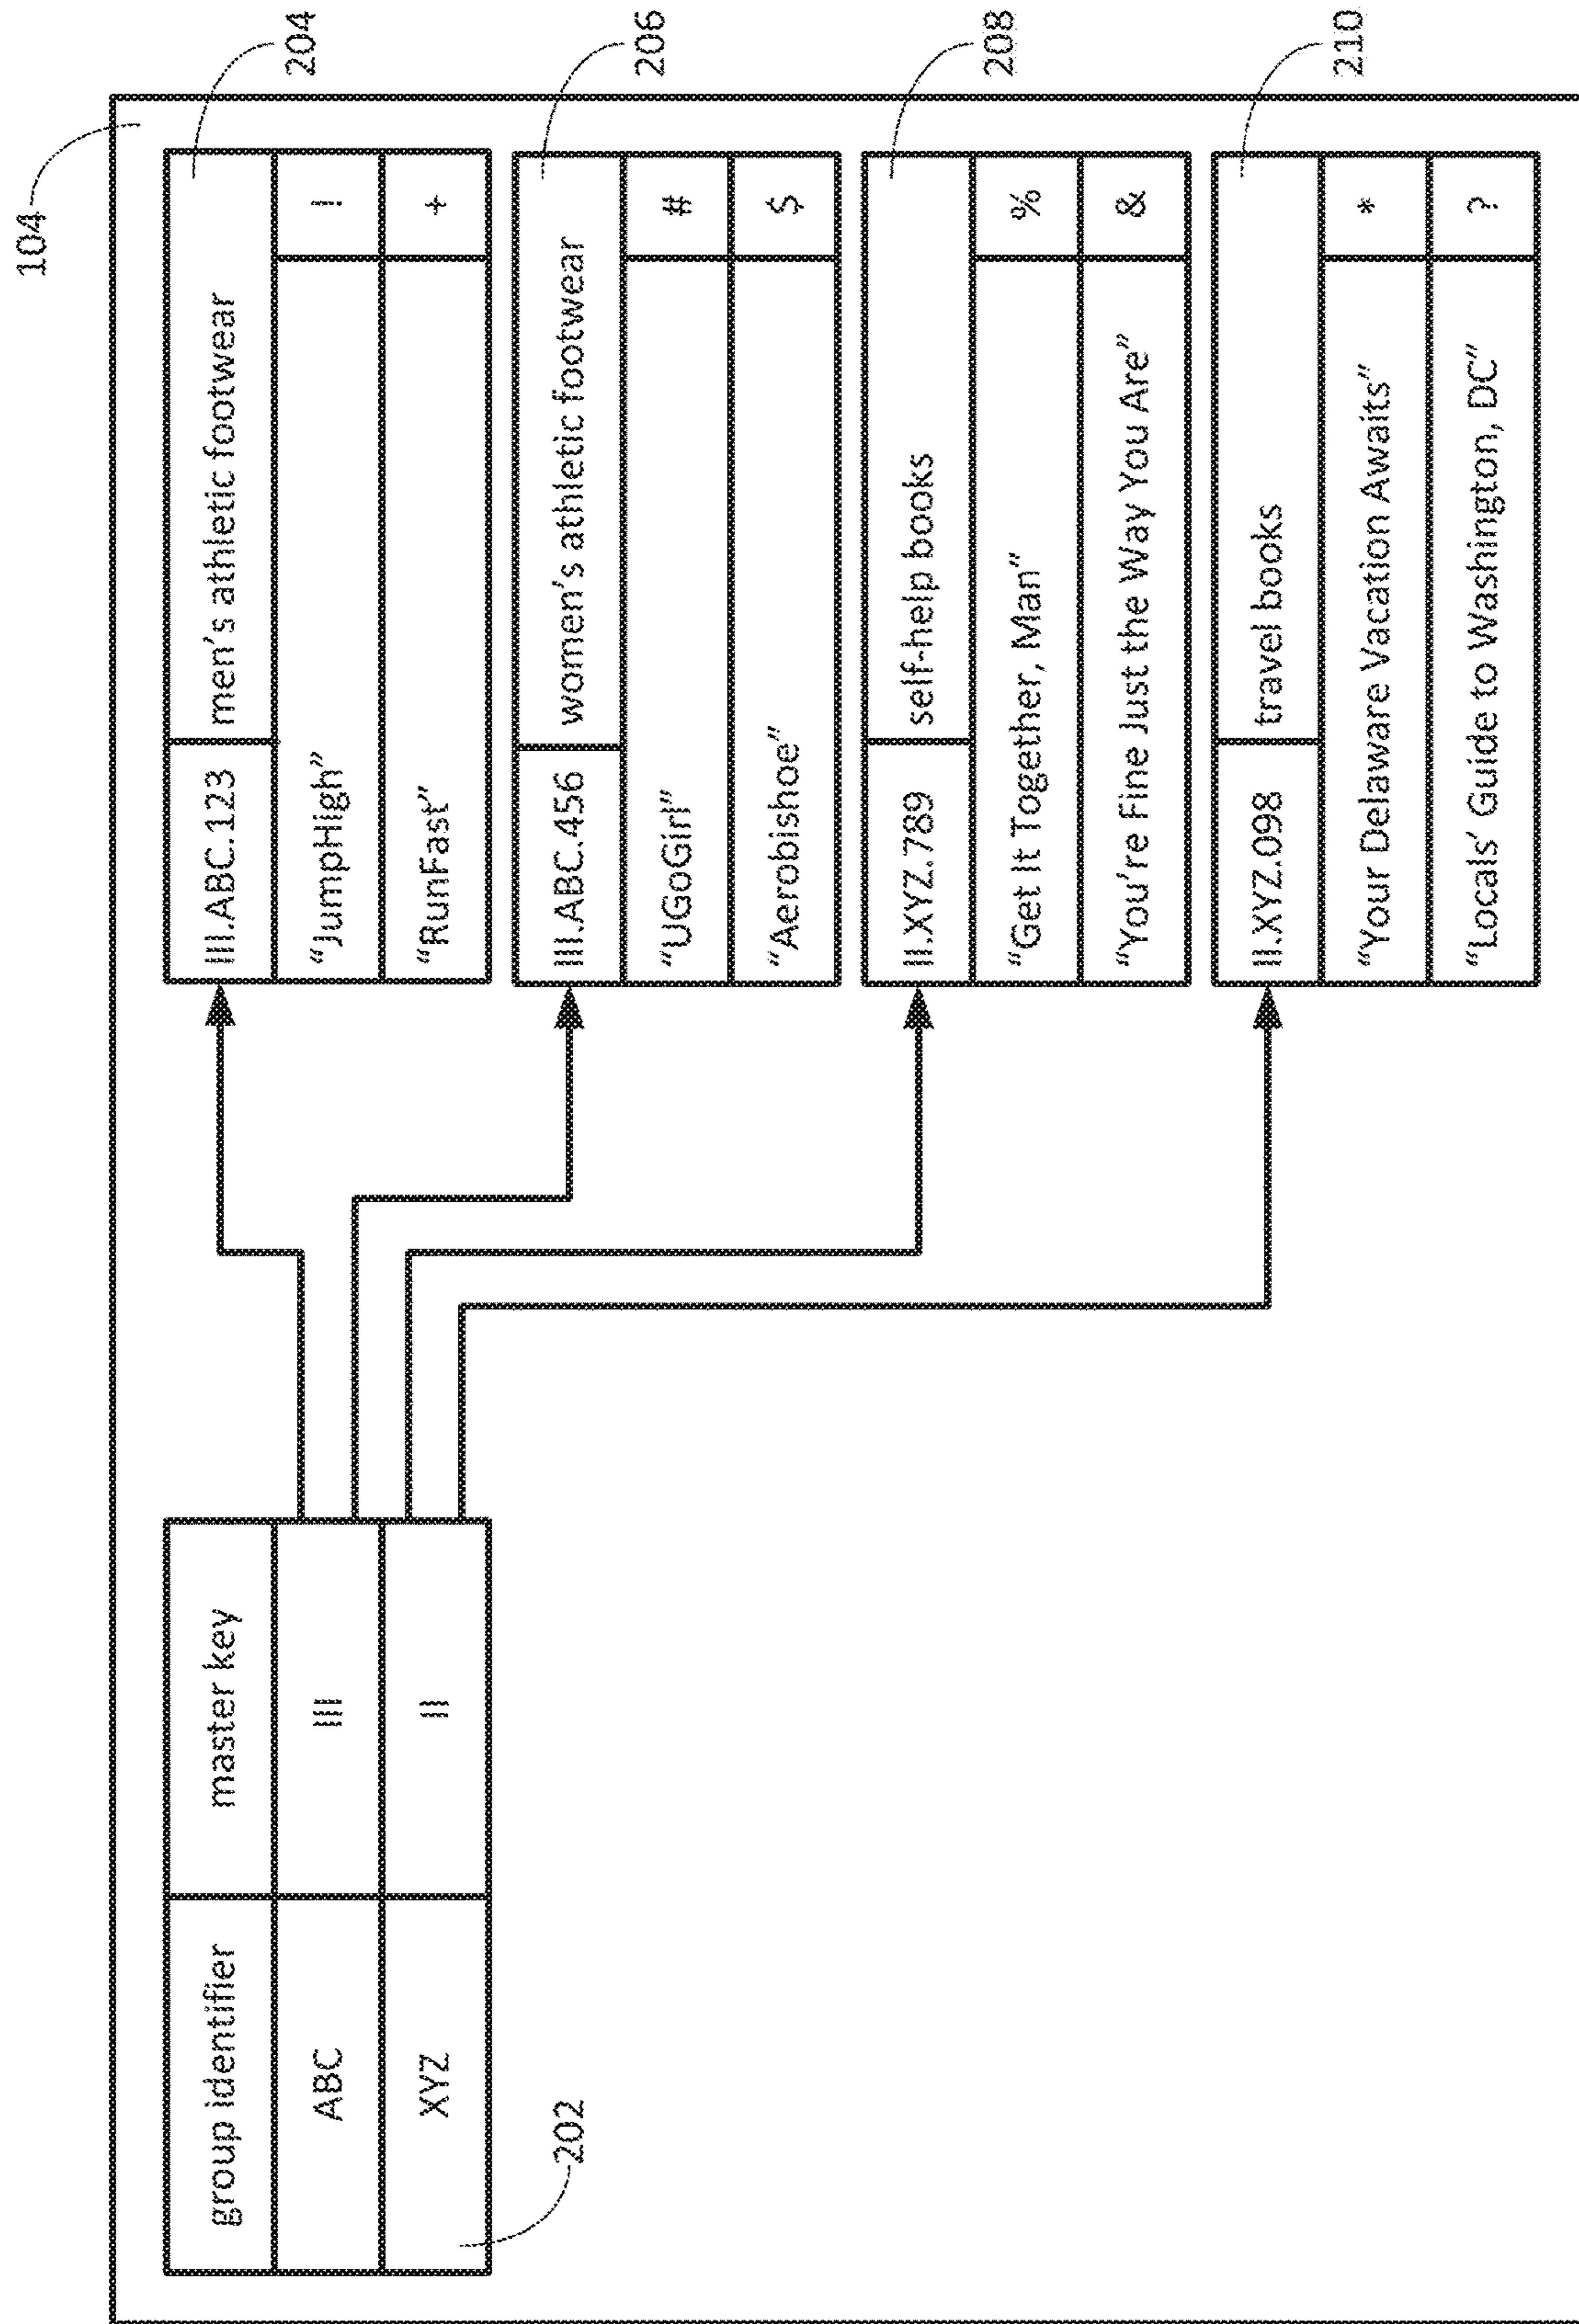 104
group identifier master key
ABC III
XYZ II
202
III.ABC.123 men's athletic footwear
204
“JumpHigh” !
“RunFast” +
III.ABC.456 women's athletic footwear
206
“UGoGirl” #
“Aerobishoe” $
II.XYZ.789 self-help books
208
“Get It Together, Man” %
“You're Fine Just the Way You Are” &
II.XYZ.098 travel books
210
“Your Delaware Vacation Awaits” *
“Locals' Guide to Washington, DC” ?